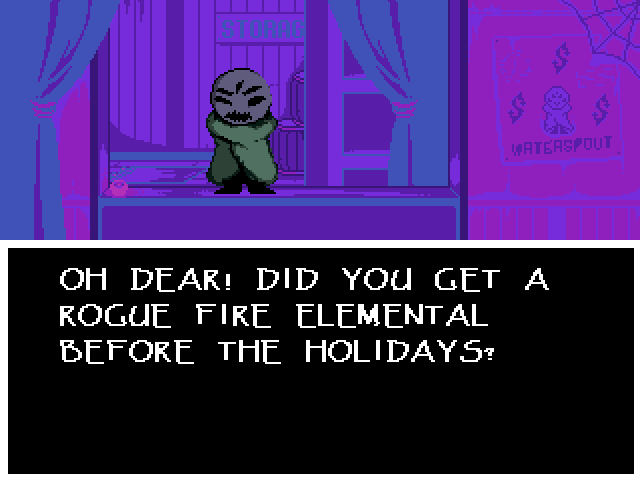 STORAG
WATERSPOUT
OH DEAR! DID YOU GET A
ROGUE FIRE ELEMENTAL
BEFORE THE HOLIDAYS?